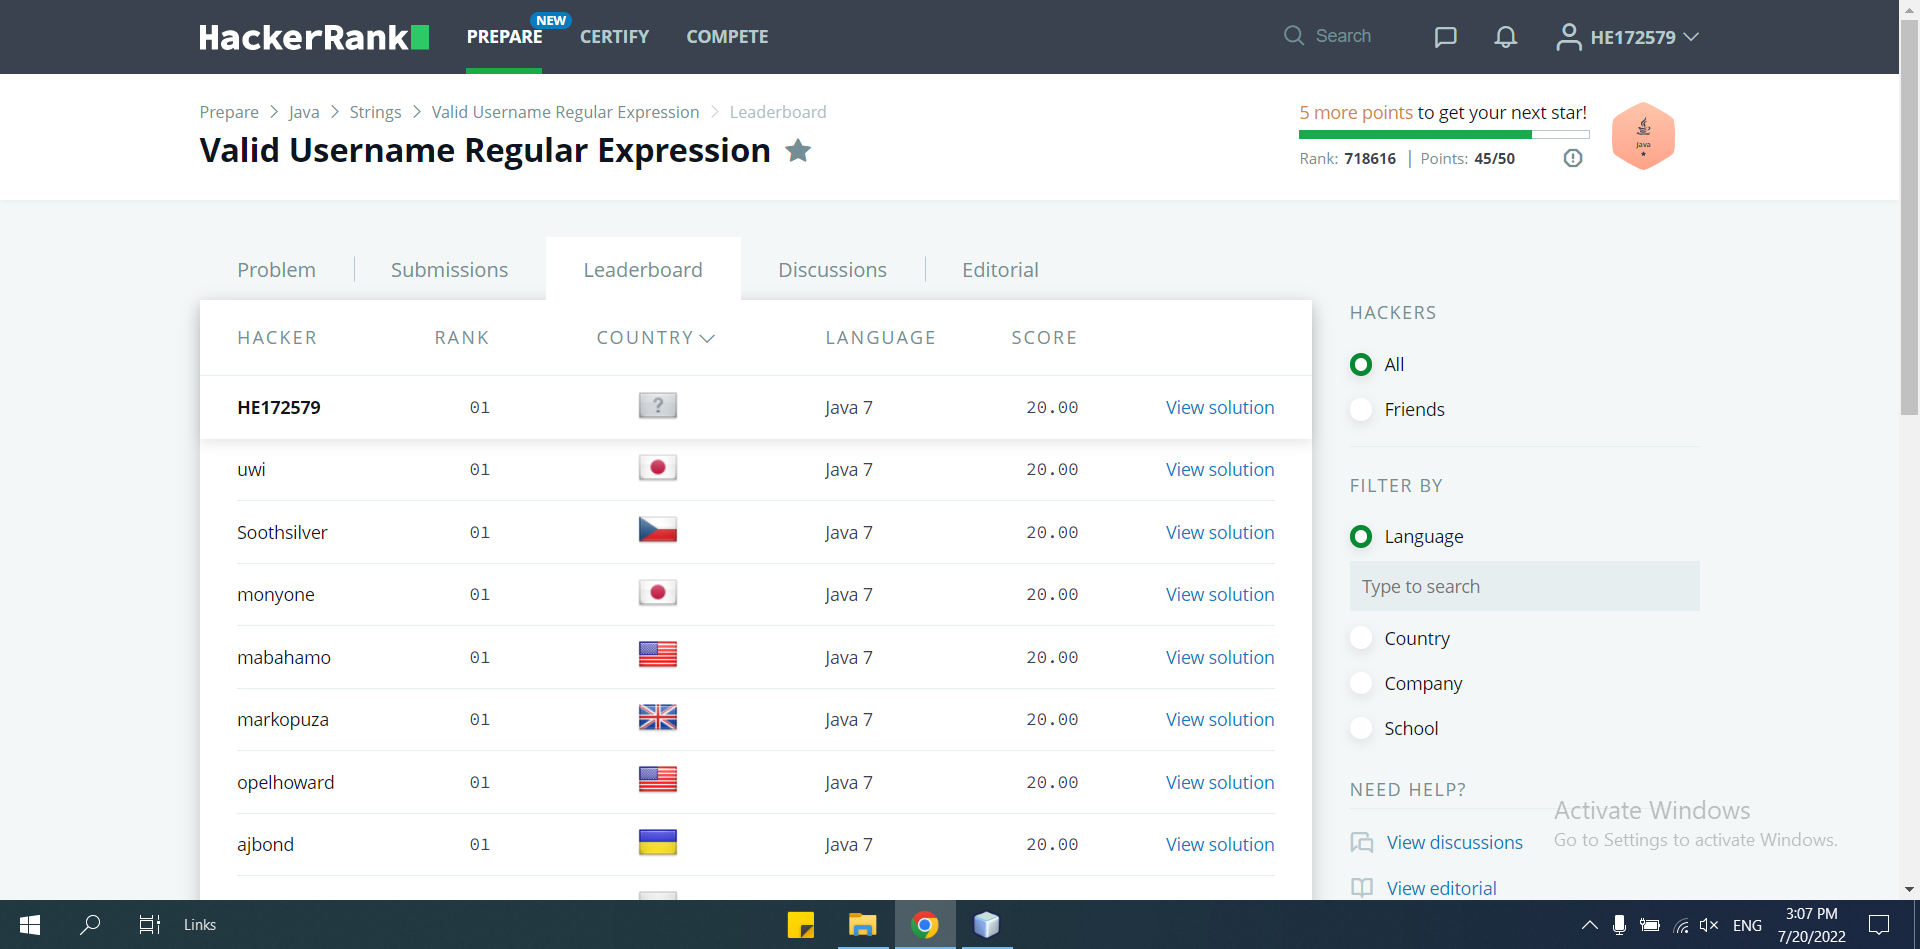 HackerRank
PREPARE
NEW
CERTIFY
COMPETE
Search
HE172579
Prepare > Java > Strings > Valid Username Regular Expression > Leaderboard
Valid Username Regular Expression
5 more points to get your next star!
Rank: 718616 | Points: 45/50
Java
Problem
Submissions
Leaderboard
Discussions
Editorial
HACKER RANK COUNTRY LANGUAGE SCORE
HE172579 01 ? Java 7 20.00 View solution
uwi 01 Java 7 20.00 View solution
Soothsilver 01 Java 7 20.00 View solution
monyone 01 Java 7 20.00 View solution
mabahamo 01 Java 7 20.00 View solution
markopuza 01 Java 7 20.00 View solution
opelhoward 01 Java 7 20.00 View solution
ajbond 01 Java 7 20.00 View solution
HACKERS
All
Friends
FILTER BY
Language
Type to search
Country
Company
School
NEED HELP?
View discussions
View editorial
Activate Windows
Go to Settings to activate Windows.
Links
ENG
3:07 PM
7/20/2022